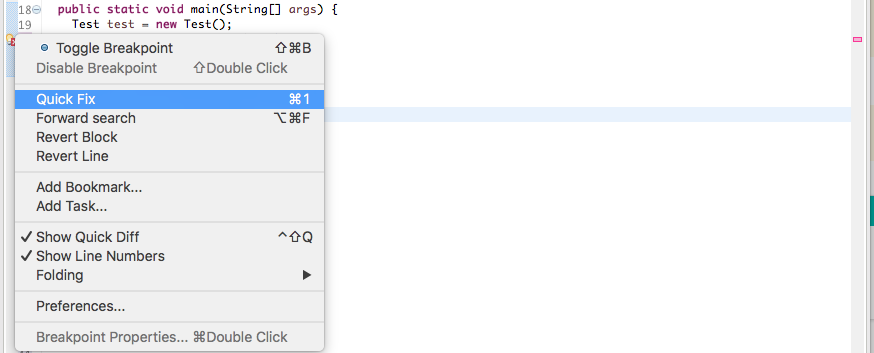 18 public static void main(String[] args) {
19 Test test = new Test();
Toggle Breakpoint ⇧⌘B
Disable Breakpoint ⇧Double Click
Quick Fix ⌘1
Forward search ⌥⌘F
Revert Block
Revert Line
Add Bookmark...
Add Task...
✓ Show Quick Diff ^⇧Q
✓ Show Line Numbers
Folding ▶
Preferences...
Breakpoint Properties... ⌘Double Click